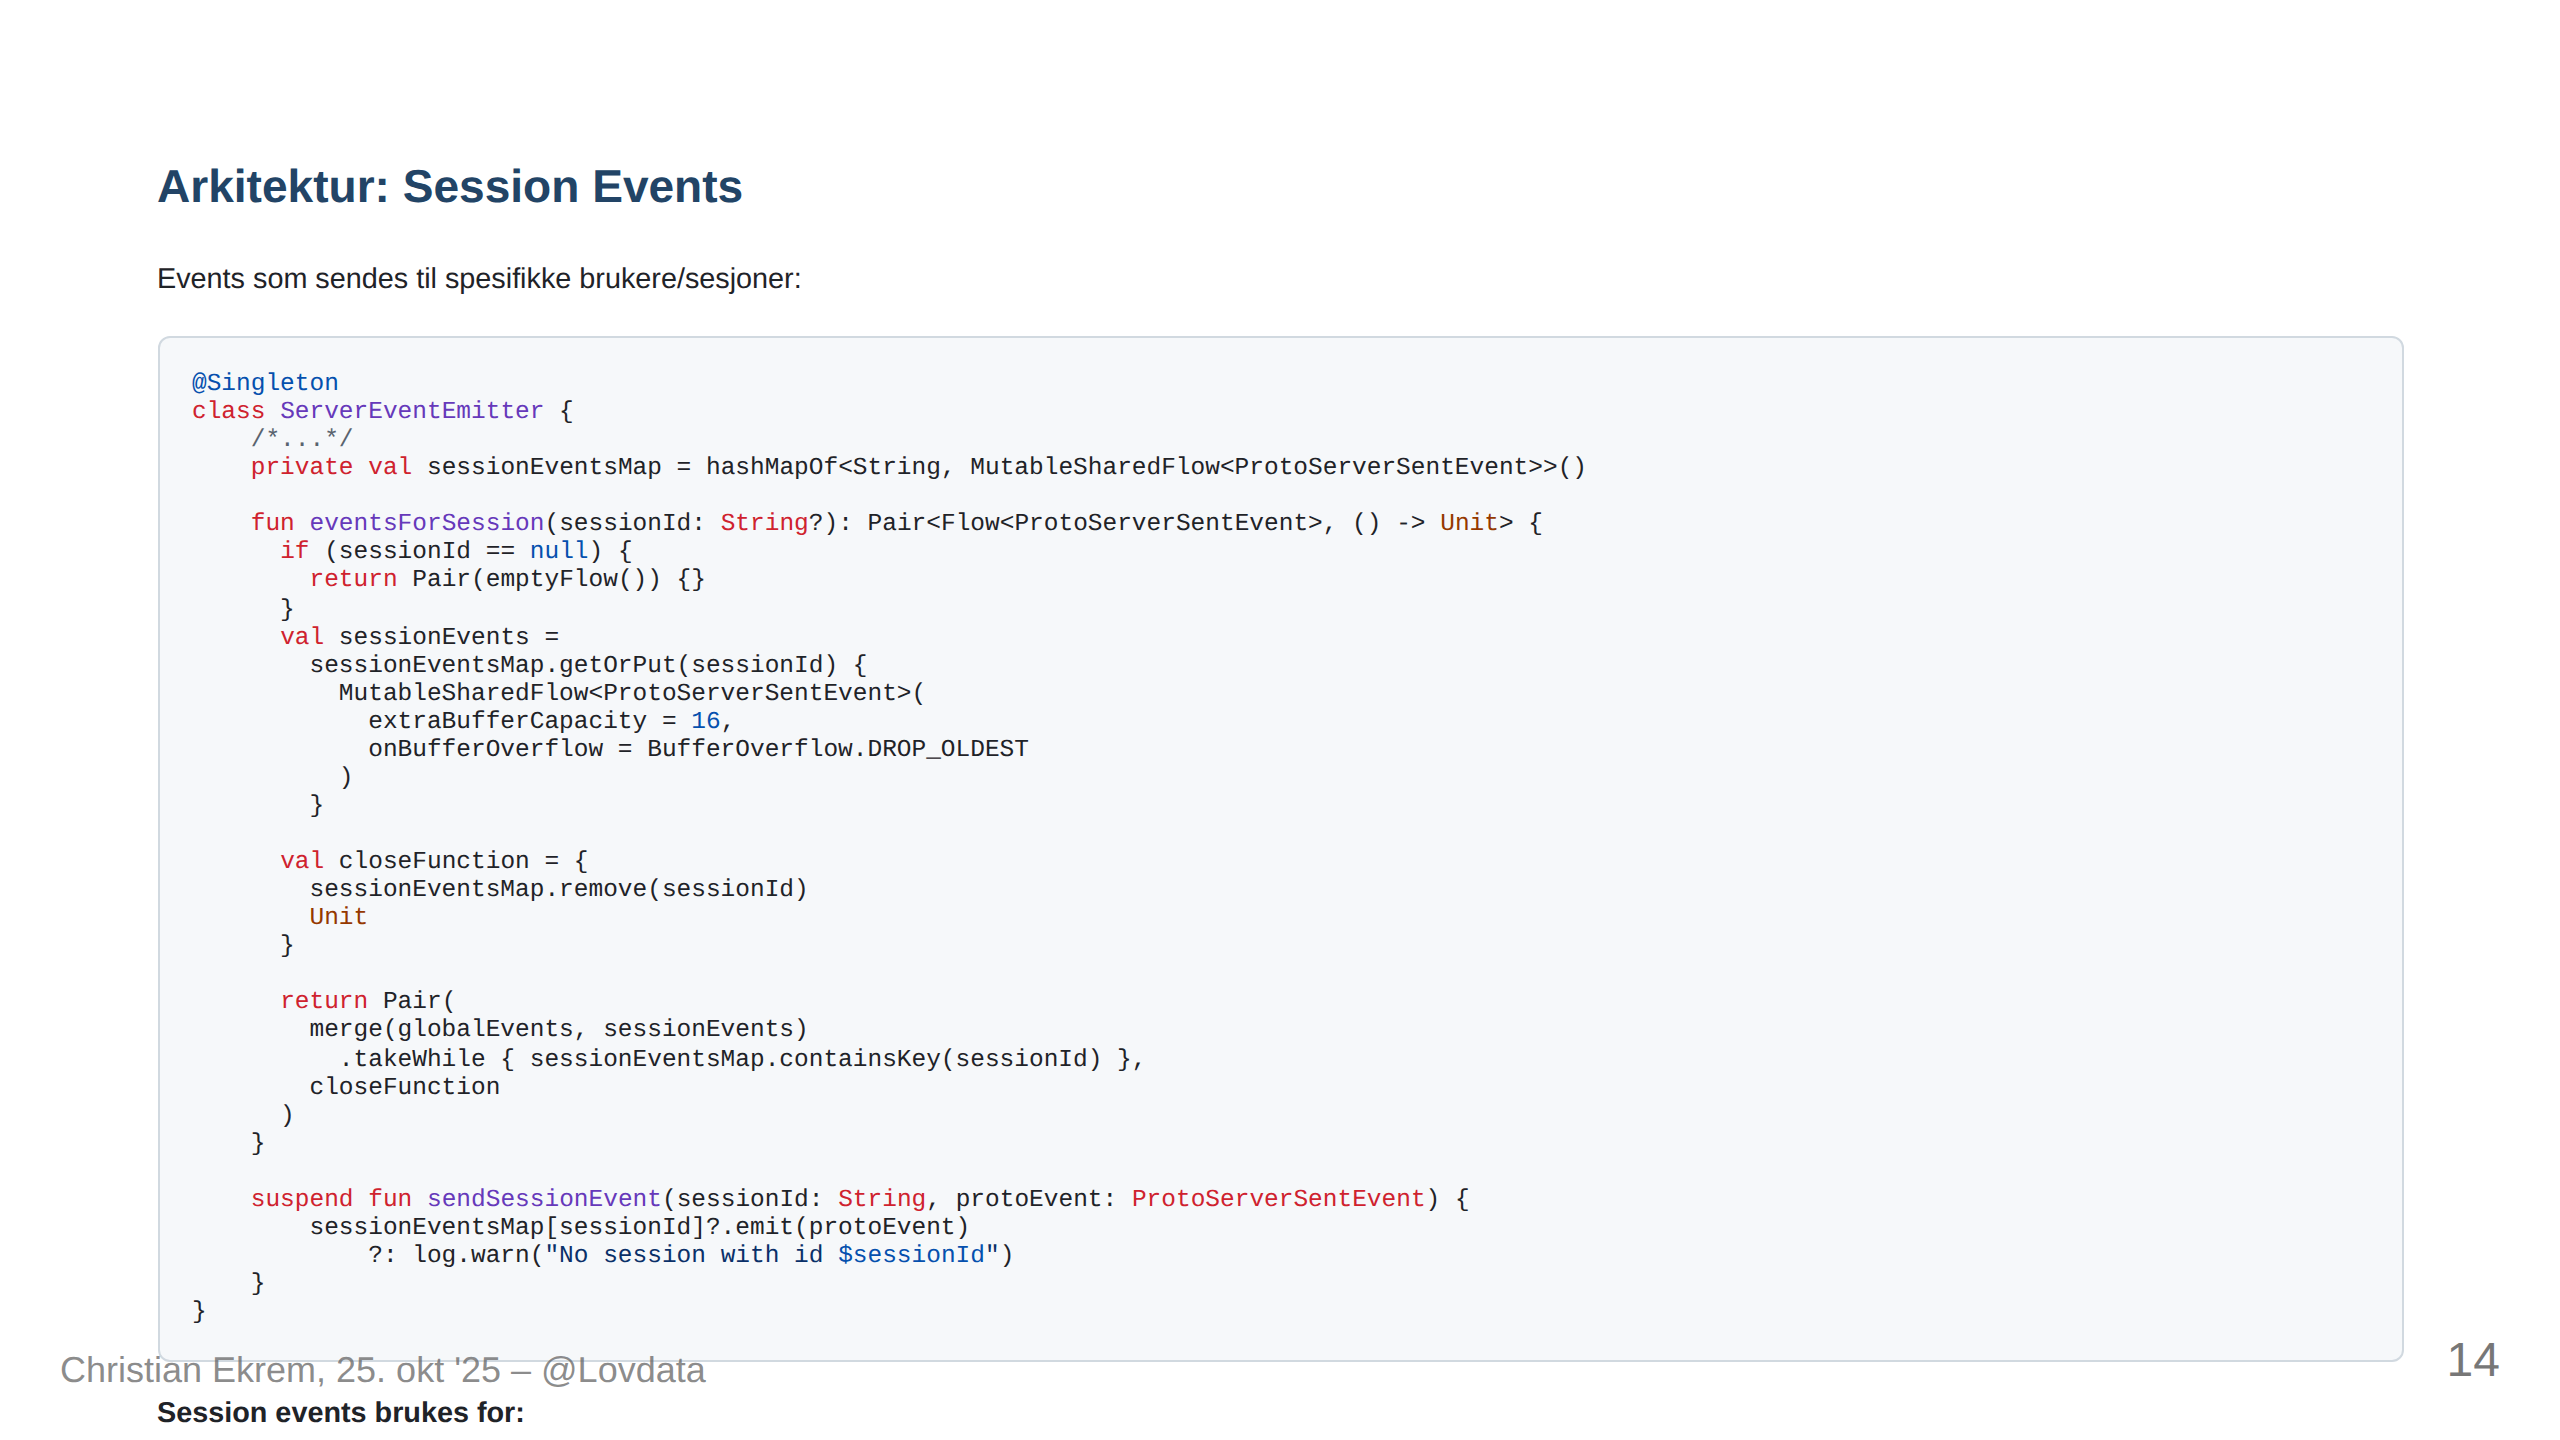 Arkitektur: Session Events
Events som sendes til spesifikke brukere/sesjoner:
@Singleton
class ServerEventEmitter {
    /*...*/
    private val sessionEventsMap = hashMapOf<String, MutableSharedFlow<ProtoServerSentEvent>>()

    fun eventsForSession(sessionId: String?): Pair<Flow<ProtoServerSentEvent>, () -> Unit> {
      if (sessionId == null) {
        return Pair(emptyFlow()) {}
      }
      val sessionEvents =
        sessionEventsMap.getOrPut(sessionId) {
          MutableSharedFlow<ProtoServerSentEvent>(
            extraBufferCapacity = 16,
            onBufferOverflow = BufferOverflow.DROP_OLDEST
          )
        }

      val closeFunction = {
        sessionEventsMap.remove(sessionId)
        Unit
      }

      return Pair(
        merge(globalEvents, sessionEvents)
          .takeWhile { sessionEventsMap.containsKey(sessionId) },
        closeFunction
      )
    }

    suspend fun sendSessionEvent(sessionId: String, protoEvent: ProtoServerSentEvent) {
        sessionEventsMap[sessionId]?.emit(protoEvent)
            ?: log.warn("No session with id $sessionId")
    }
}
Christian Ekrem, 25. okt '25 – @Lovdata
14
Session events brukes for: